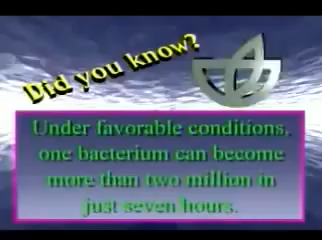 Did you know?
Under favorable conditions,
one bacterium can become
more than two million in
just seven hours.